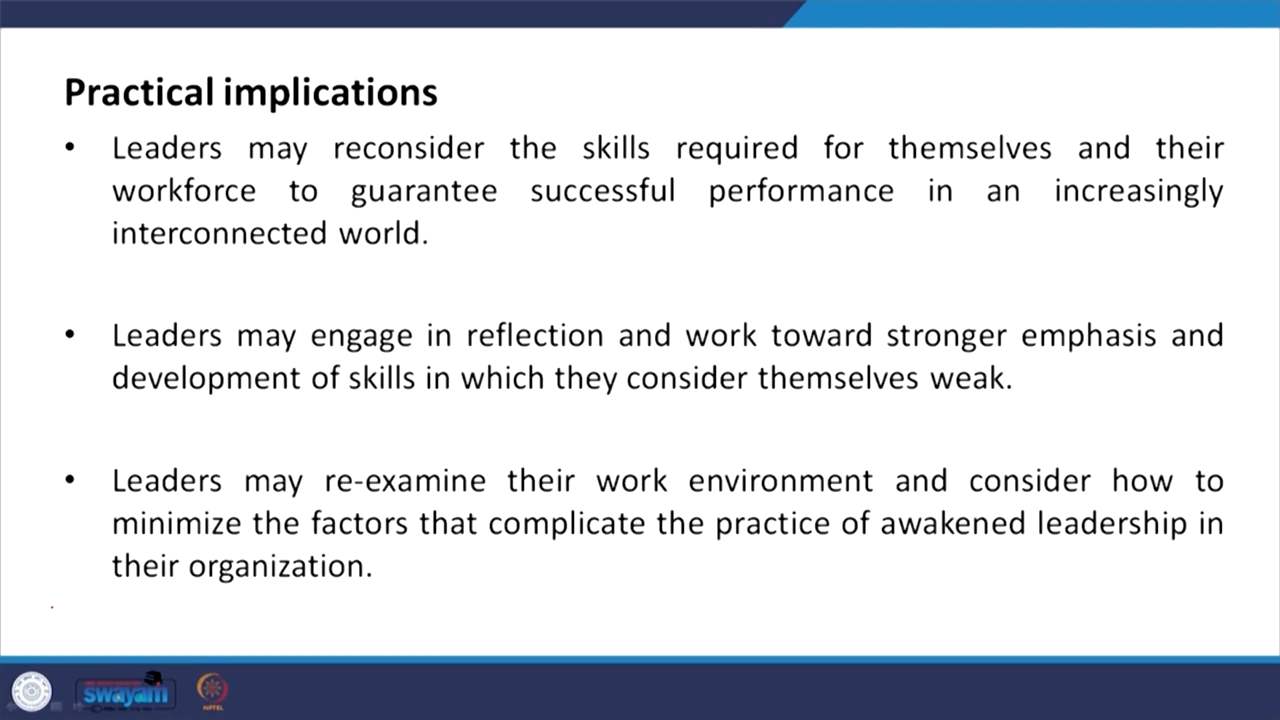 Practical implications
• Leaders may reconsider the skills required for themselves and their
workforce to guarantee successful performance in an increasingly
interconnected world.
• Leaders may engage in reflection and work toward stronger emphasis and
development of skills in which they consider themselves weak.
• Leaders may re-examine their work environment and consider how to
minimize the factors that complicate the practice of awakened leadership in
their organization.
swayam
NPTEL